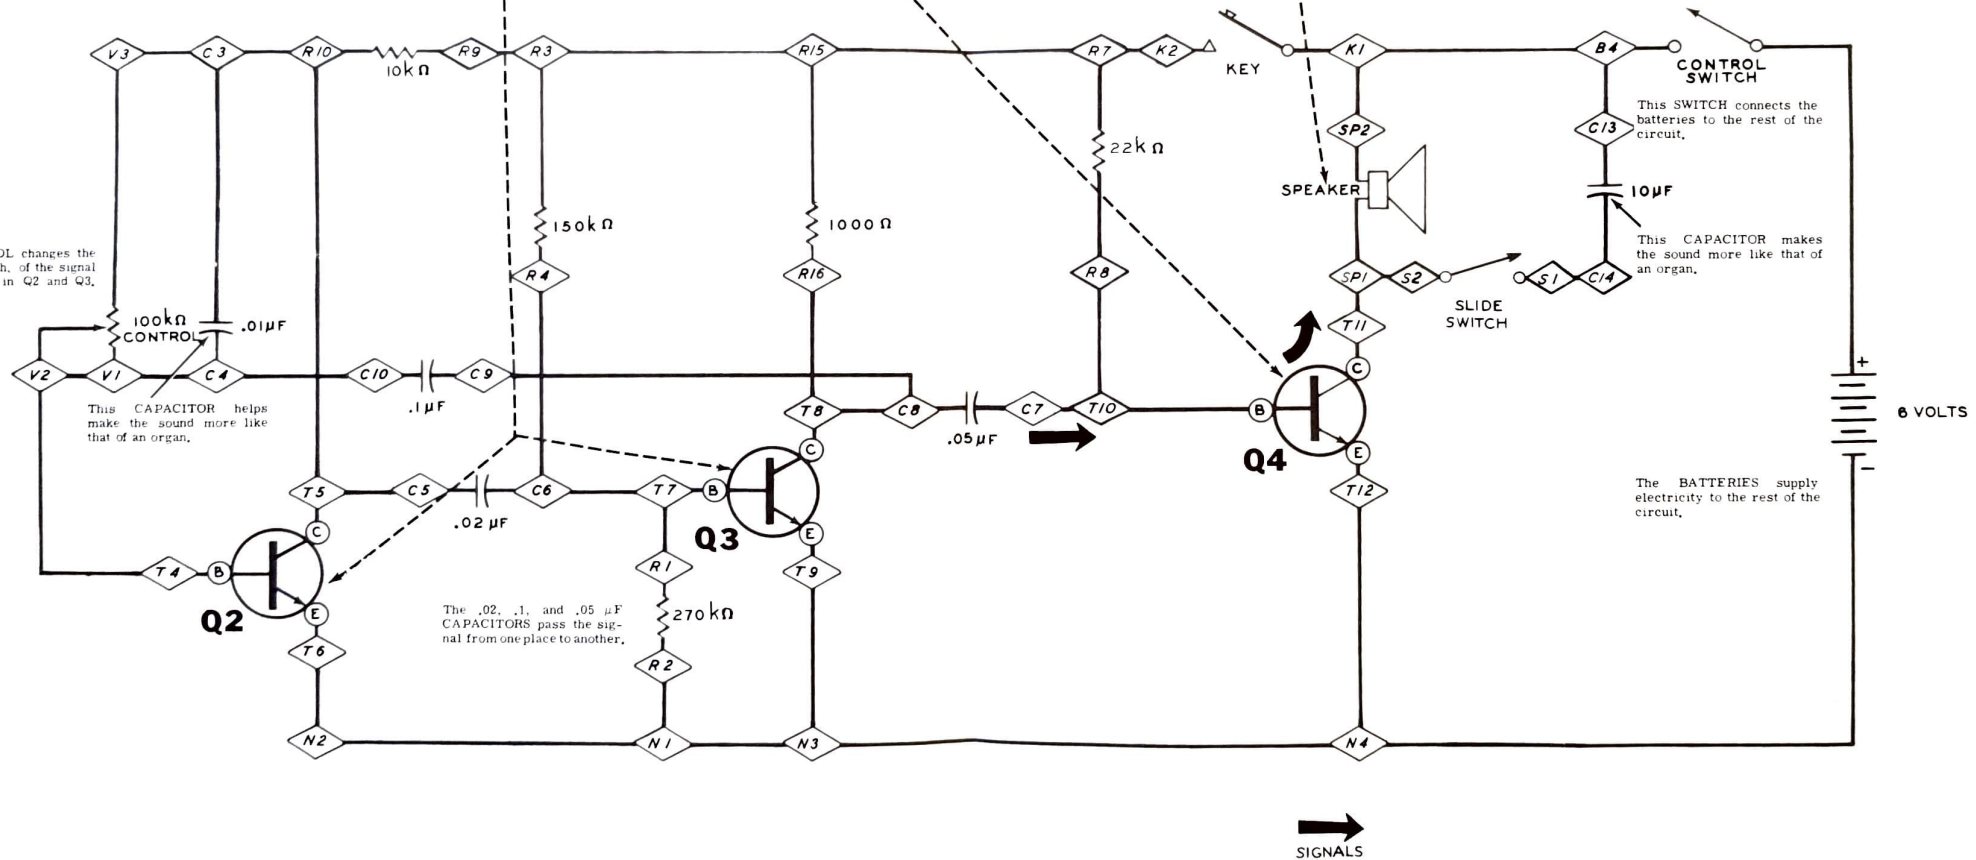 V3
C3
R10
10kΩ
R9
R3
R15
R7
K2
KEY
K1
B4
CONTROL
SWITCH
This SWITCH connects the
batteries to the rest of the
circuit.
SP2
C13
22kΩ
SPEAKER
10µF
150kΩ
1000Ω
This CAPACITOR makes
the sound more like that of
an organ.
OL changes the
h, of the signal
in Q2 and Q3.
R4
R16
R8
SP1
S2
S1
C14
SLIDE
SWITCH
100kΩ
CONTROL
.01µF
T11
V2
V1
C4
C10
C9
.1µF
C
+
This CAPACITOR helps
make the sound more like
that of an organ.
T8
C8
.05µF
C7
T10
B
6 VOLTS
Q4
E
C
T5
C5
.02µF
C6
T7
B
T12
The BATTERIES supply
electricity to the rest of the
circuit.
-
C
Q3
E
T4
B
R1
T9
Q2
E
The .02, .1, and .05 µF
CAPACITORS pass the sig-
nal from one place to another.
270kΩ
T6
R2
N2
N1
N3
N4
SIGNALS